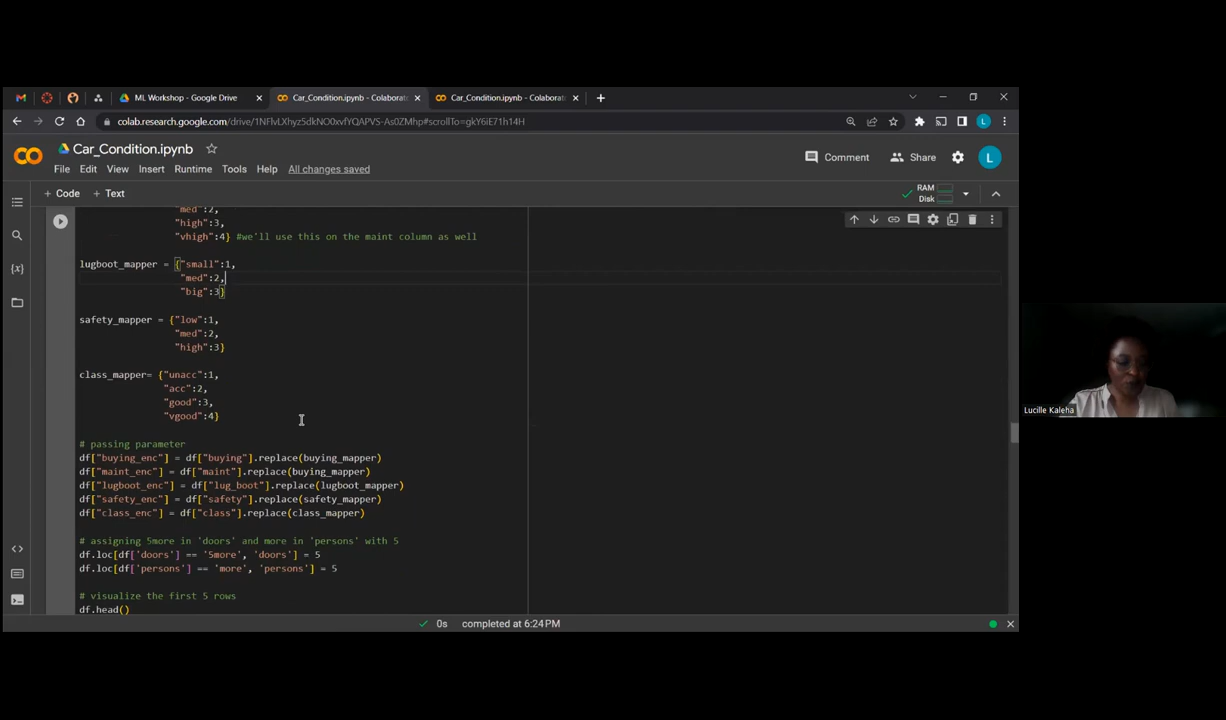 ML Workshop - Google Drive
Car_Condition.ipynb - Colaborat
Car_Condition.ipynb - Colaborat
colab.research.google.com/drive/1NFlvLXhyz5dkNO0xvfYQAPVS-As0ZMhp#scrollTo=gkY6iE71h14H
L
Car_Condition.ipynb
Comment
Share
L
File Edit View Insert Runtime Tools Help All changes saved
+ Code + Text
RAM
Disk
"med":2,
"high":3,
"vhigh":4} #we'll use this on the maint column as well
lugboot_mapper = {"small":1,
"med":2,
"big":3}
safety_mapper = {"low":1,
"med":2,
"high":3}
class_mapper= {"unacc":1,
"acc":2,
"good":3,
"vgood":4}
# passing parameter
df["buying_enc"] = df["buying"].replace(buying_mapper)
df["maint_enc"] = df["maint"].replace(buying_mapper)
df["lugboot_enc"] = df["lug_boot"].replace(lugboot_mapper)
df["safety_enc"] = df["safety"].replace(safety_mapper)
df["class_enc"] = df["class"].replace(class_mapper)
# assigning 5more in 'doors' and more in 'persons' with 5
df.loc[df['doors'] == '5more', 'doors'] = 5
df.loc[df['persons'] == 'more', 'persons'] = 5
# visualize the first 5 rows
df.head()
0s completed at 6:24 PM
Lucille Kaleha